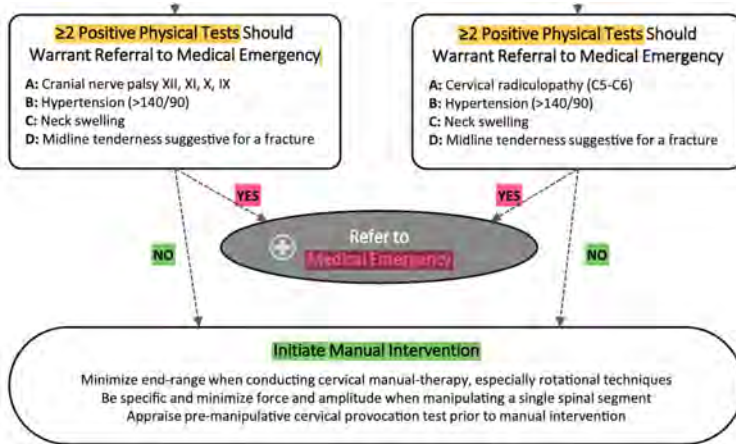 ≥2 Positive Physical Tests Should
Warrant Referral to Medical Emergency
A: Cranial nerve palsy XII, XI, X, IX
B: Hypertension (>140/90)
C: Neck swelling
D: Midline tenderness suggestive for a fracture
≥2 Positive Physical Tests Should
Warrant Referral to Medical Emergency
A: Cervical radiculopathy (C5-C6)
B: Hypertension (>140/90)
C: Neck swelling
D: Midline tenderness suggestive for a fracture
YES
YES
Refer to
Medical Emergency
NO
NO
Initiate Manual Intervention
Minimize end-range when conducting cervical manual-therapy, especially rotational techniques
Be specific and minimize force and amplitude when manipulating a single spinal segment
Appraise pre-manipulative cervical provocation test prior to manual intervention